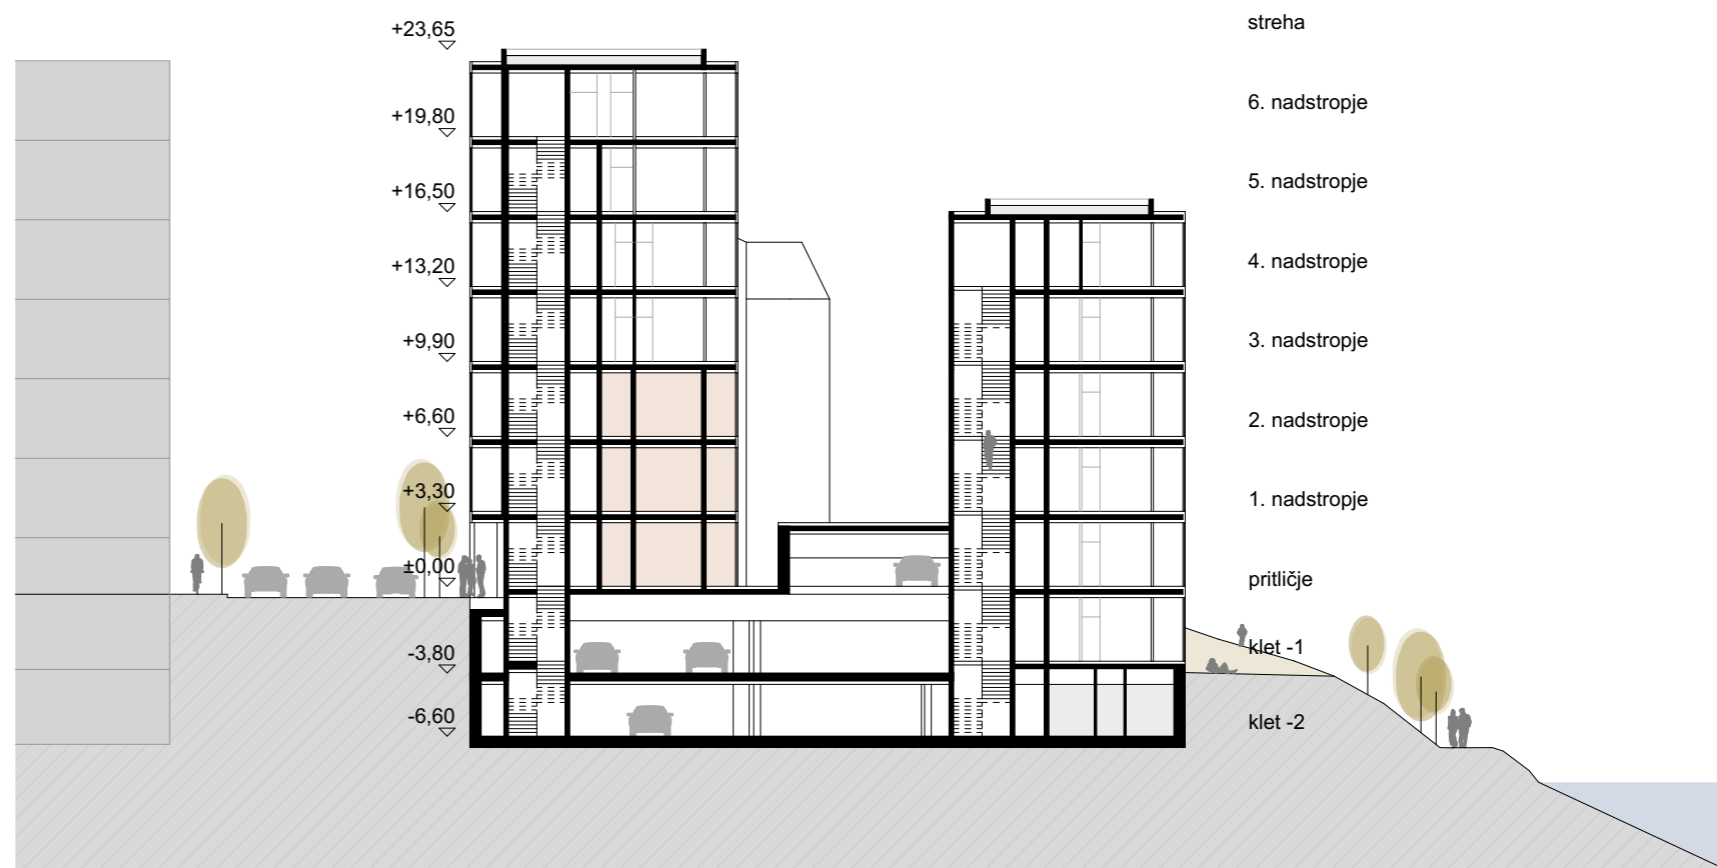 streha
+23,65
6. nadstropje
+19,80
5. nadstropje
+16,50
4. nadstropje
+13,20
3. nadstropje
+9,90
2. nadstropje
+6,60
1. nadstropje
+3,30
pritličje
±0,00
klet -1
-3,80
klet -2
-6,60